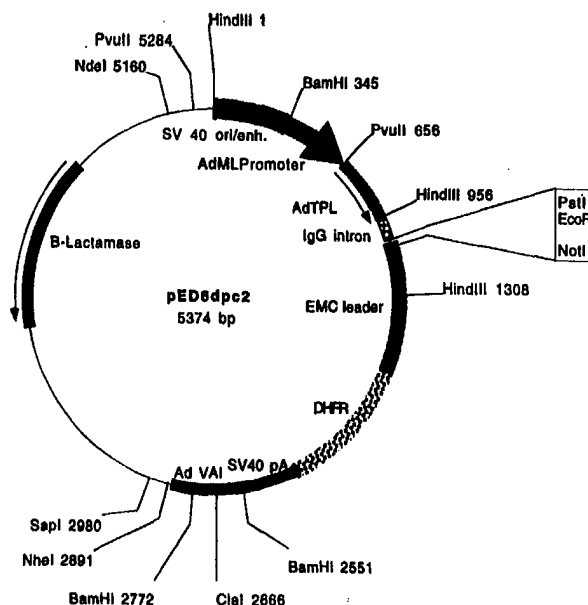 HindIII 1
PvuII 5284
NdeI 5160
BamHI 345
SV 40 ori/enh.
PvuII 656
AdMLPromoter
HindIII 956
AdTPL
PstI
EcoR
IgG intron
NotI
B-Lactamase
pED6dpc2
5374 bp
EMC leader
HindIII 1308
DHFR
Ad VAI
SV40 pA
SapI 2980
NheI 2891
BamHI 2551
BamHI 2772
ClaI 2666